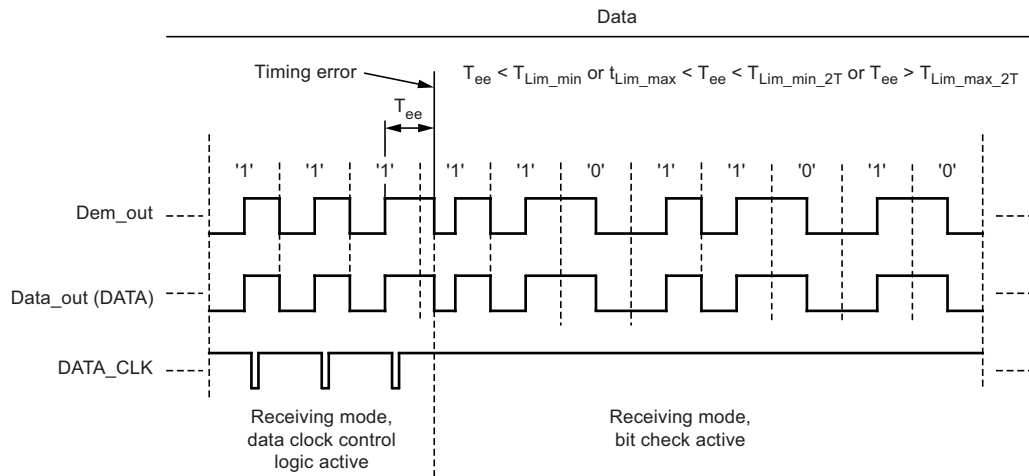 Data
Timing error
T_ee < T_Lim_min or t_Lim_max < T_ee < T_Lim_min_2T or T_ee > T_Lim_max_2T
T_ee
'1' '1' '1' '1' '1' '0' '1' '1' '0' '1' '0'
Dem_out
Data_out (DATA)
DATA_CLK
Receiving mode,
data clock control
logic active
Receiving mode,
bit check active